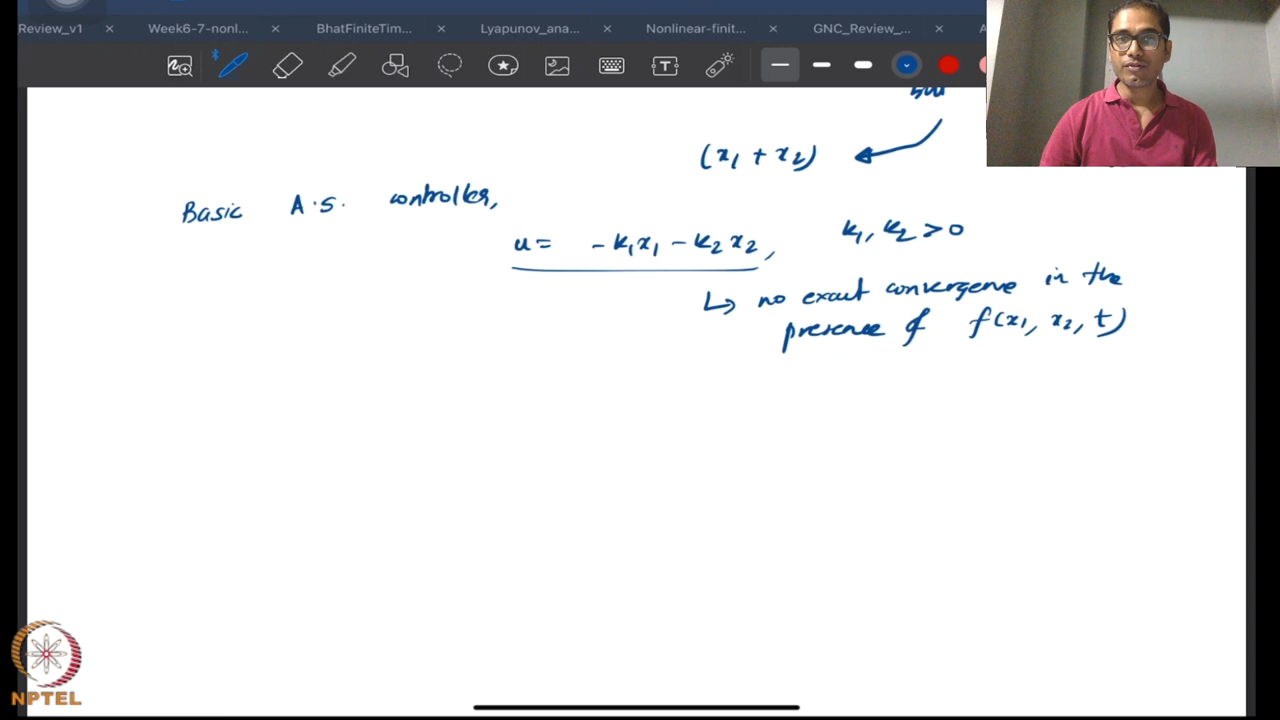 Review_v1 Week6-7-nonl... BhatFiniteTim... Lyapunov_ana... Nonlinear-finit... GNC_Review_...
(x₁ + x₂)
Basic A.S. controller,
u = - k₁x₁ - k₂x₂, k₁, k₂ > 0
↳ no exact convergence in the
presence of f(x₁, x₂, t)
NPTEL